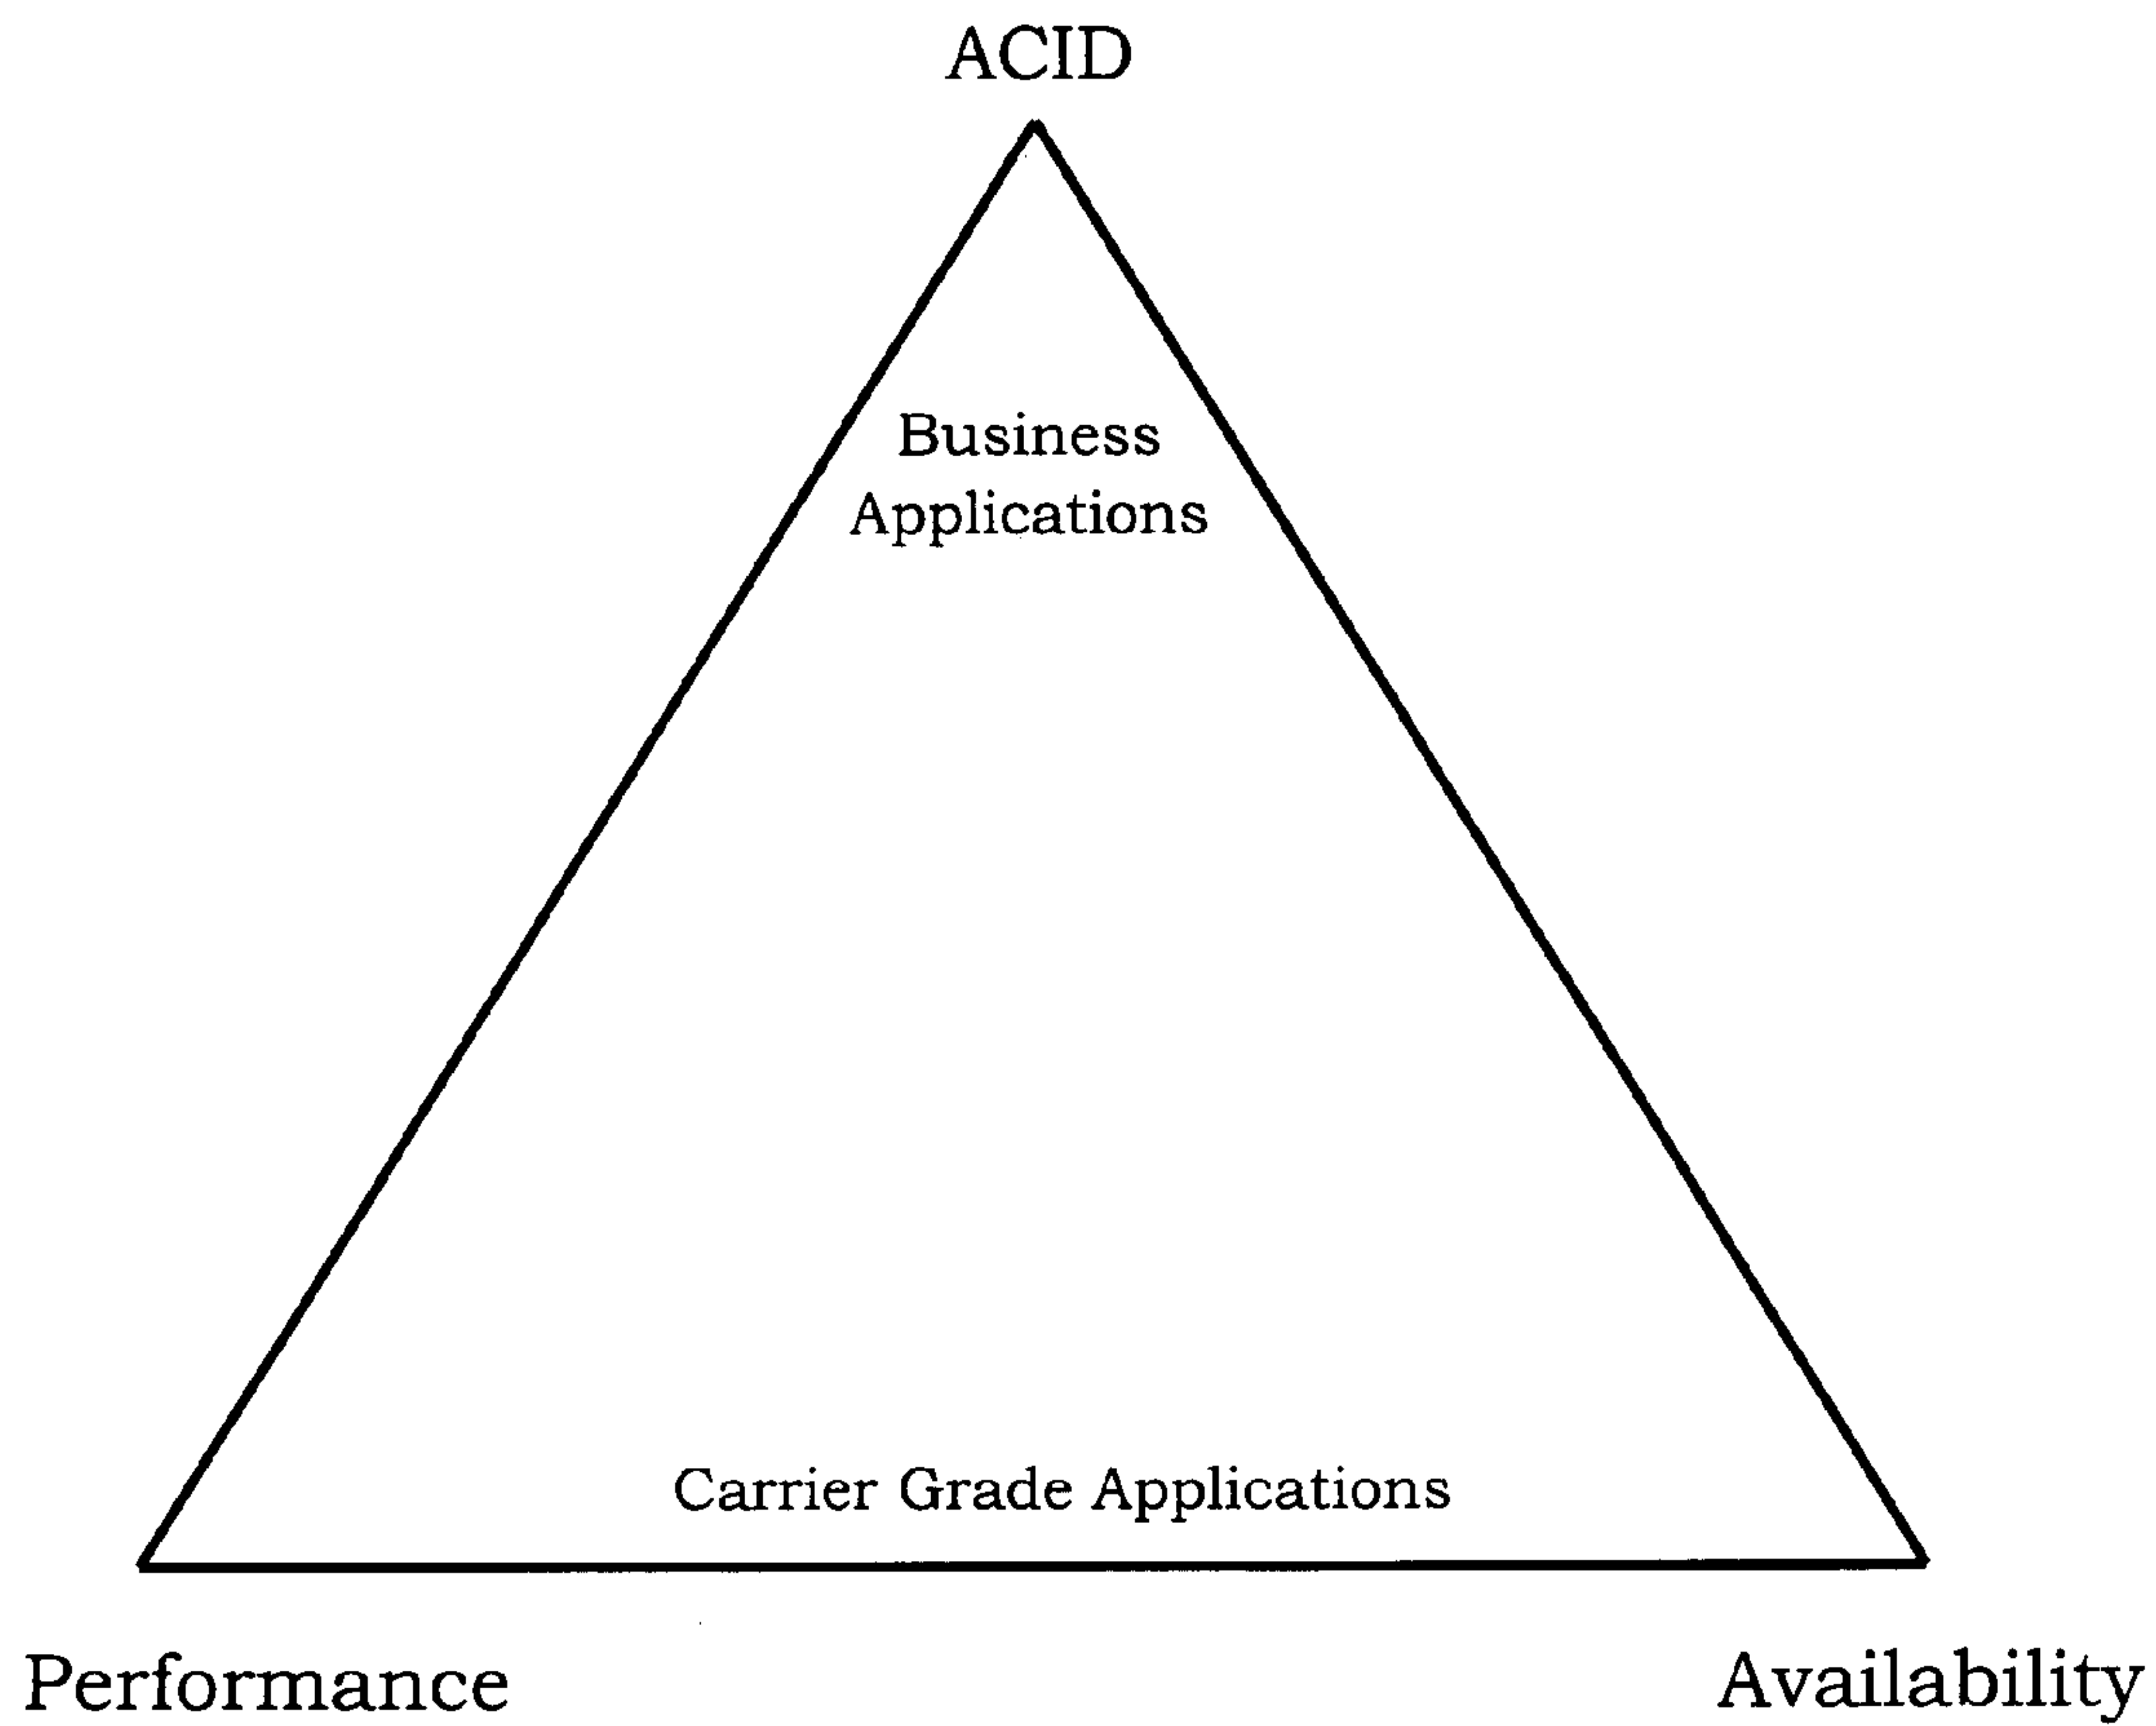 ACID
Business
Applications
Carrier Grade Applications
Performance
Availability